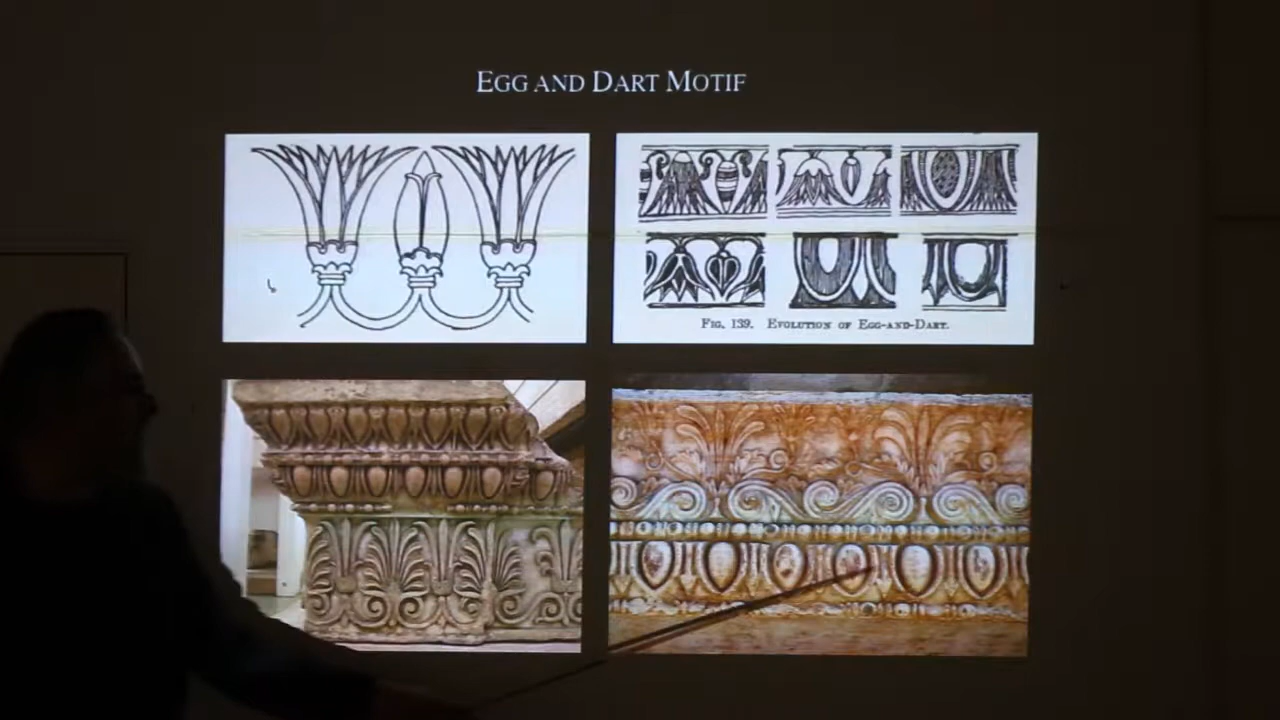 EGG AND DART MOTIF
FIG. 139. EVOLUTION OF EGG-AND-DART.